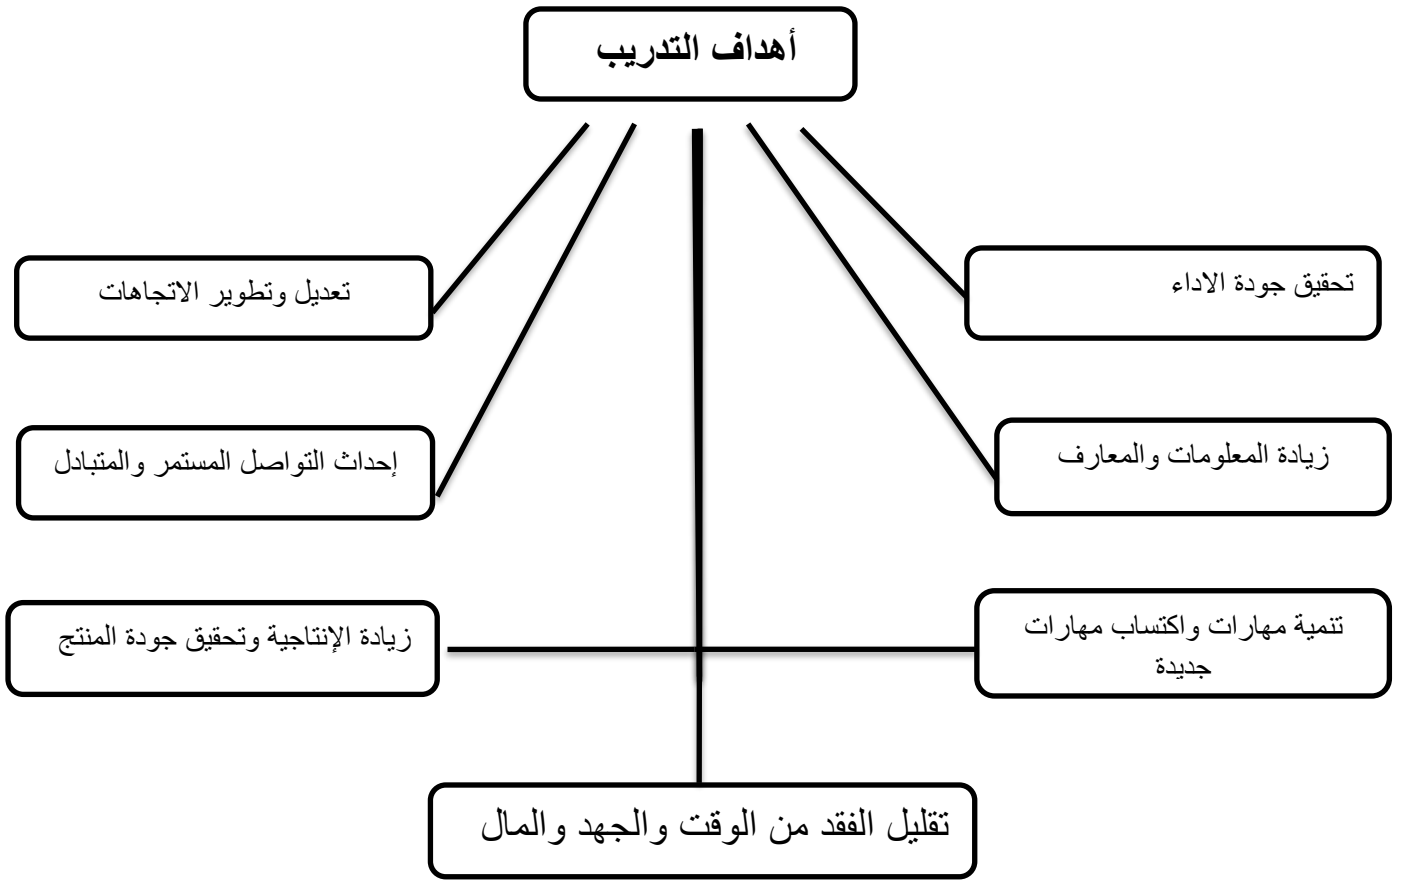 أهداف التدريب
تحقيق جودة الاداء
تعديل وتطوير الاتجاهات
زيادة المعلومات والمعارف
إحداث التواصل المستمر والمتبادل
تنمية مهارات واكتساب مهارات
جديدة
زيادة الإنتاجية وتحقيق جودة المنتج
تقليل الفقد من الوقت والجهد والمال